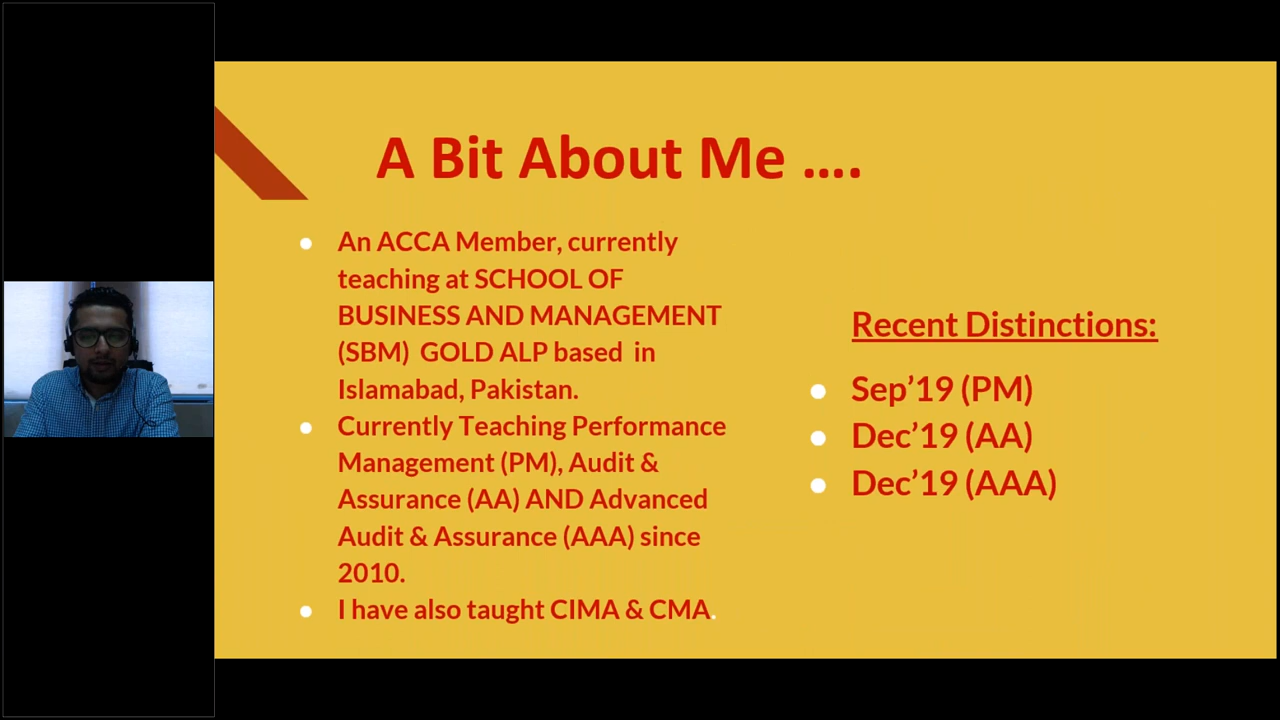 A Bit About Me ....
An ACCA Member, currently
teaching at SCHOOL OF
BUSINESS AND MANAGEMENT
(SBM) GOLD ALP based in
Islamabad, Pakistan.
Currently Teaching Performance
Management (PM), Audit &
Assurance (AA) AND Advanced
Audit & Assurance (AAA) since
2010.
I have also taught CIMA & CMA.
Recent Distinctions:
Sep’19 (PM)
Dec’19 (AA)
Dec’19 (AAA)